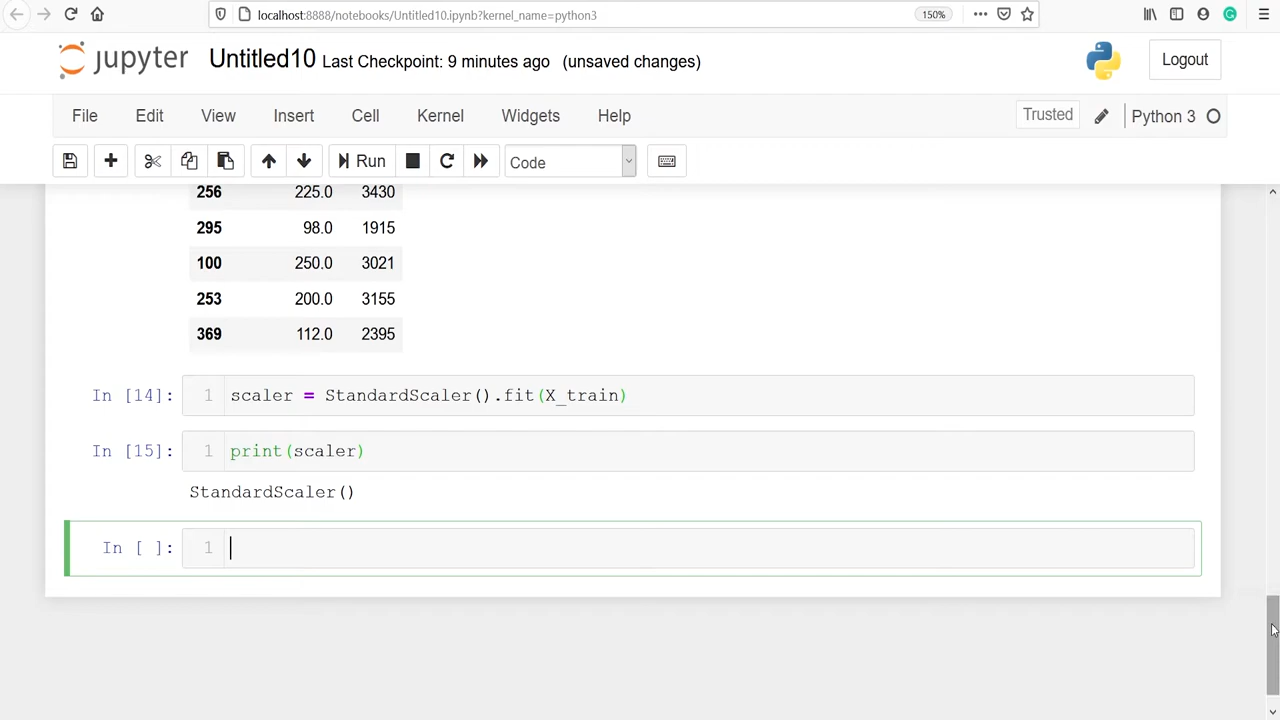 localhost:8888/notebooks/Untitled10.ipynb?kernel_name=python3 150%
jupyter Untitled10 Last Checkpoint: 9 minutes ago (unsaved changes) Logout
File Edit View Insert Cell Kernel Widgets Help Trusted Python 3
Run Code
256 225.0 3430
295 98.0 1915
100 250.0 3021
253 200.0 3155
369 112.0 2395
In [14]: 1 scaler = StandardScaler().fit(X_train)
In [15]: 1 print(scaler)
StandardScaler()
In [ ]: 1